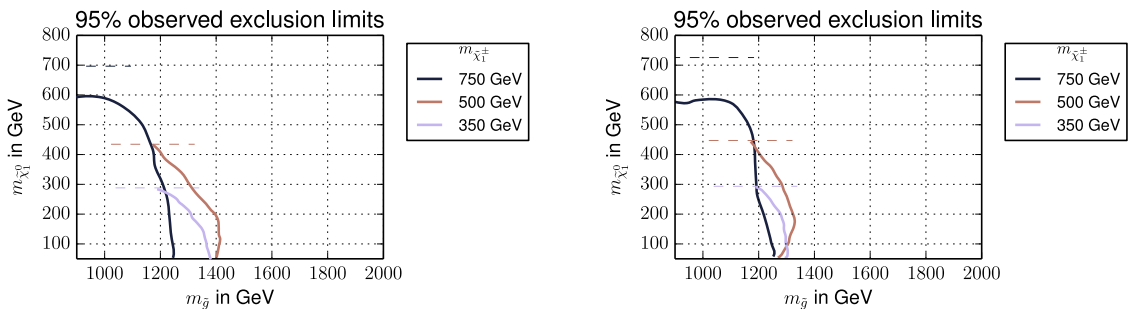 95% observed exclusion limits
800
700
600
500
400
300
200
100
1000 1200 1400 1600 1800 2000
m_{\tilde{\chi}_1^0} in GeV
m_{\tilde{g}} in GeV
m_{\tilde{\chi}_1^±}
750 GeV
500 GeV
350 GeV
95% observed exclusion limits
800
700
600
500
400
300
200
100
1000 1200 1400 1600 1800 2000
m_{\tilde{\chi}_1^0} in GeV
m_{\tilde{g}} in GeV
m_{\tilde{\chi}_1^±}
750 GeV
500 GeV
350 GeV